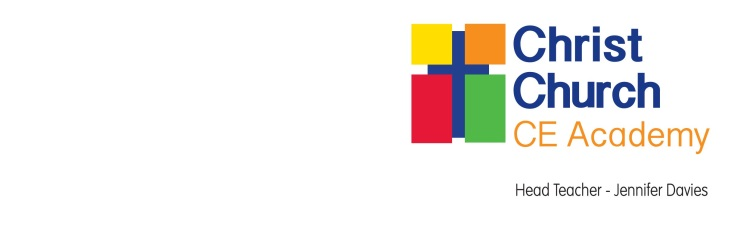 Christ
Church
CE Academy
Head Teacher - Jennifer Davies